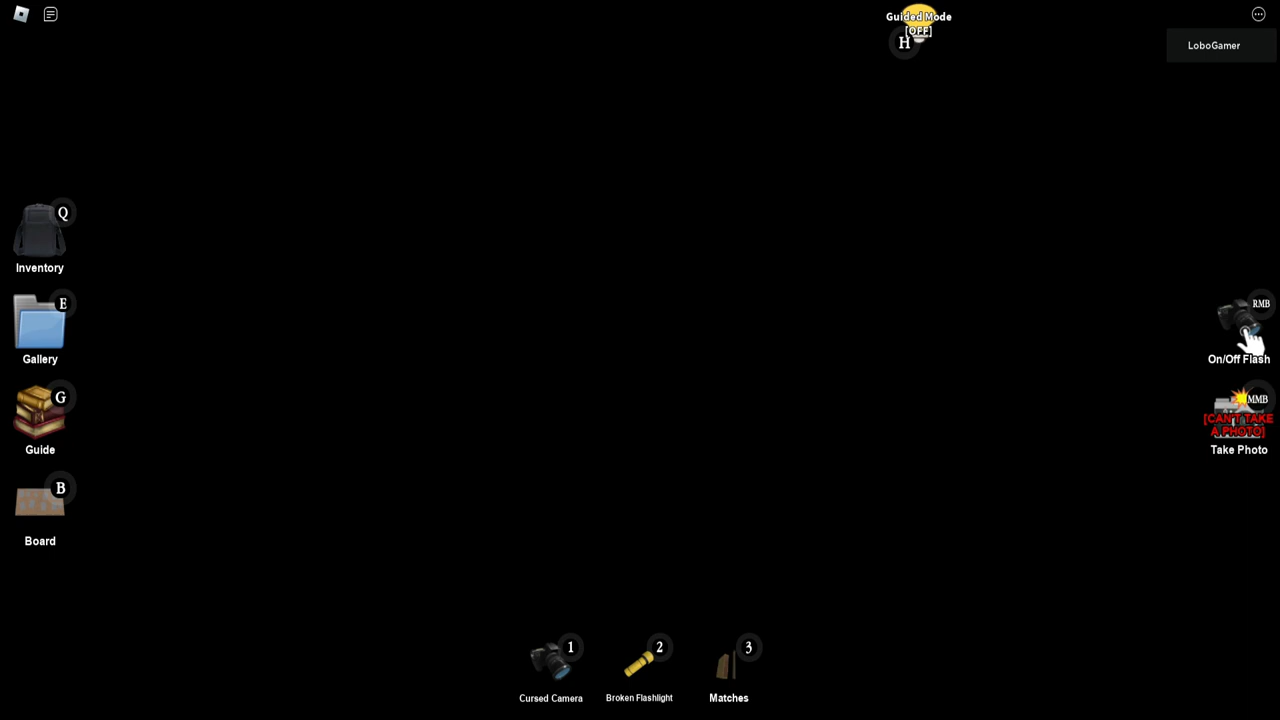 Guided Mode
[OFF]
H
LoboGamer
Q
Inventory
E
Gallery
G
Guide
B
Board
RMB
On/Off Flash
MMB
[CAN'T TAKE
A PHOTO]
Take Photo
1
Cursed Camera
2
Broken Flashlight
3
Matches